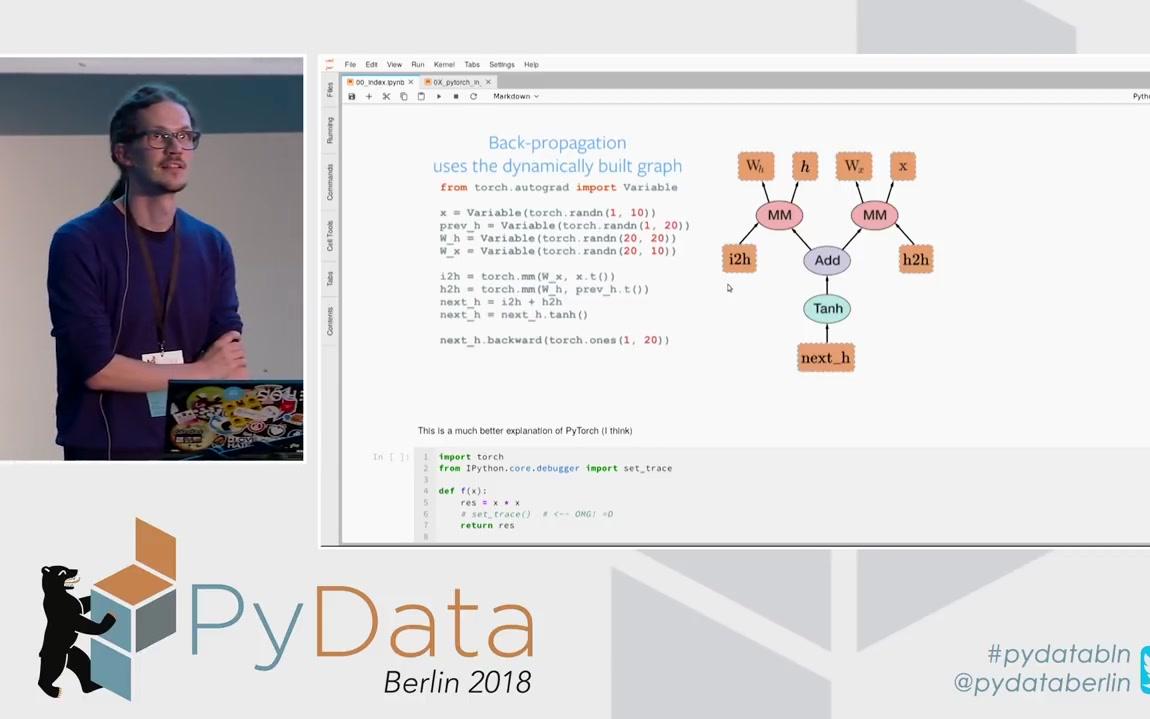 File Edit View Run Kernel Tabs Settings Help
00_index.ipynb × 0X_pytorch_in_ ×
Markdown
Pyth
Files
Running
Commands
Cell Tools
Tabs
Contents
Back-propagation
uses the dynamically built graph
from torch.autograd import Variable
x = Variable(torch.randn(1, 10))
prev_h = Variable(torch.randn(1, 20))
W_h = Variable(torch.randn(20, 20))
W_x = Variable(torch.randn(20, 10))
i2h = torch.mm(W_x, x.t())
h2h = torch.mm(W_h, prev_h.t())
next_h = i2h + h2h
next_h = next_h.tanh()
next_h.backward(torch.ones(1, 20))
W_h h W_x x
MM MM
i2h Add h2h
Tanh
next_h
This is a much better explanation of PyTorch (I think)
In [ ]:
1 import torch
2 from IPython.core.debugger import set_trace
3
4 def f(x):
5 res = x * x
6 # set_trace() # <-- OMG! =D
7 return res
8
PyData
Berlin 2018
#pydatabln
@pydataberlin